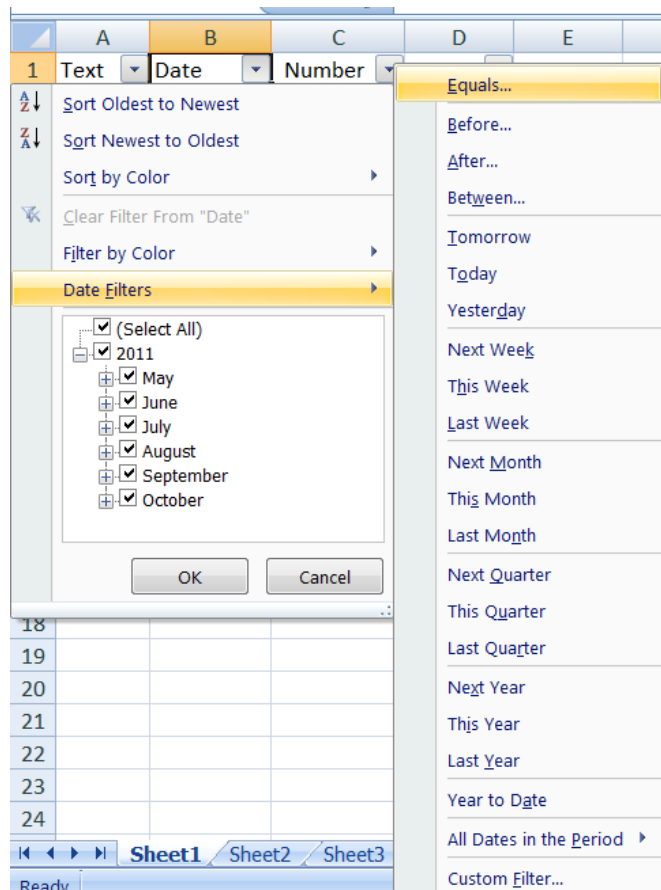 A B C D E
1 Text Date Number
Sort Oldest to Newest
Sort Newest to Oldest
Sort by Color
Clear Filter From "Date"
Filter by Color
Date Filters
(Select All)
2011
May
June
July
August
September
October
OK Cancel
Equals...
Before...
After...
Between...
Tomorrow
Today
Yesterday
Next Week
This Week
Last Week
Next Month
This Month
Last Month
Next Quarter
This Quarter
Last Quarter
Next Year
This Year
Last Year
Year to Date
All Dates in the Period
Custom Filter...
18
19
20
21
22
23
24
Sheet1 Sheet2 Sheet3
Ready